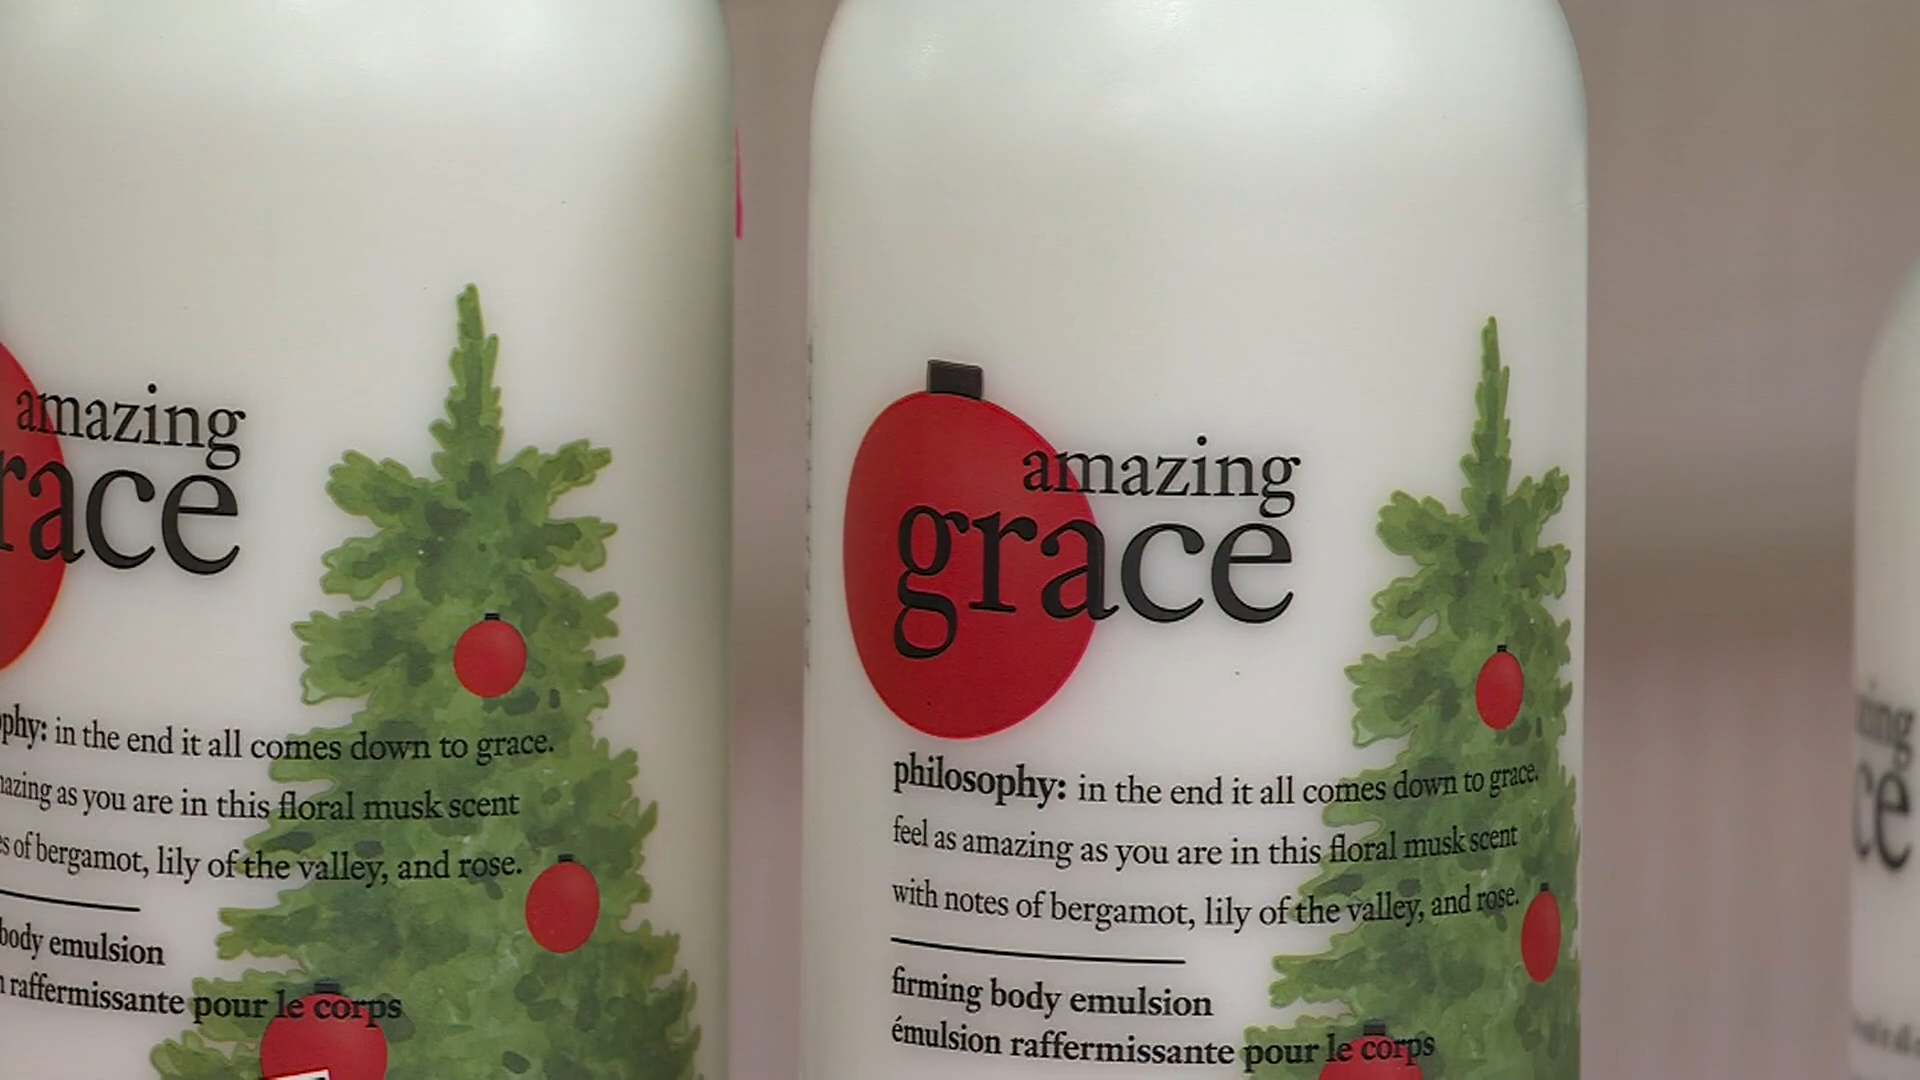 amazing
race
phy: in the end it all comes down to grace.
mazing as you are in this floral musk scent
s of bergamot, lily of the valley, and rose.
body emulsion
raffermissante pour le corps
amazing
grace
philosophy: in the end it all comes down to grace.
feel as amazing as you are in this floral musk scent
with notes of bergamot, lily of the valley, and rose.
firming body emulsion
émulsion raffermissante pour le corps
zing
ce